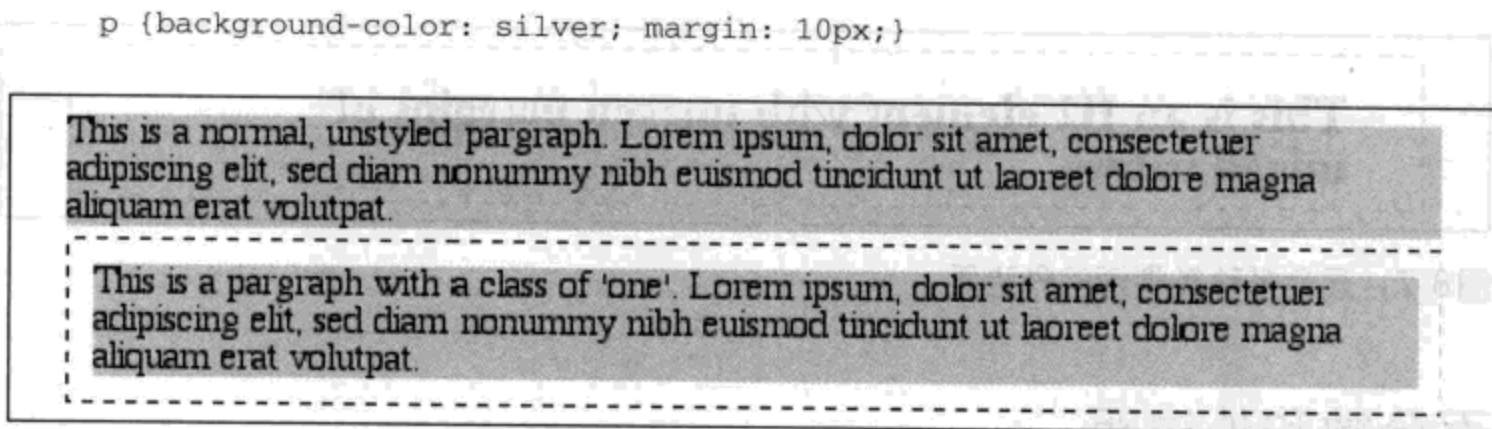 p {background-color: silver; margin: 10px;}
This is a normal, unstyled pargraph. Lorem ipsum, dolor sit amet, consectetuer
adipiscing elit, sed diam nonummy nibh euismod tincidunt ut laoreet dolore magna
aliquam erat volutpat.
This is a pargraph with a class of 'one'. Lorem ipsum, dolor sit amet, consectetuer
adipiscing elit, sed diam nonummy nibh euismod tincidunt ut laoreet dolore magna
aliquam erat volutpat.